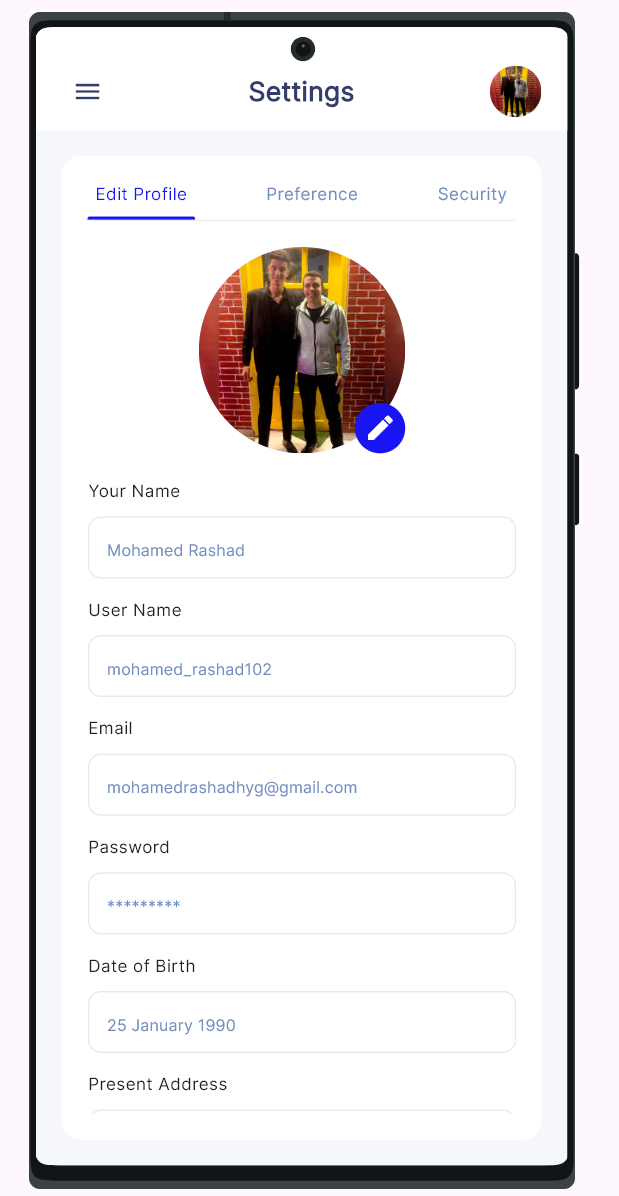 Settings
Edit Profile Preference Security
Your Name
Mohamed Rashad
User Name
mohamed_rashad102
Email
mohamedrashadhyg@gmail.com
Password
*********
Date of Birth
25 January 1990
Present Address